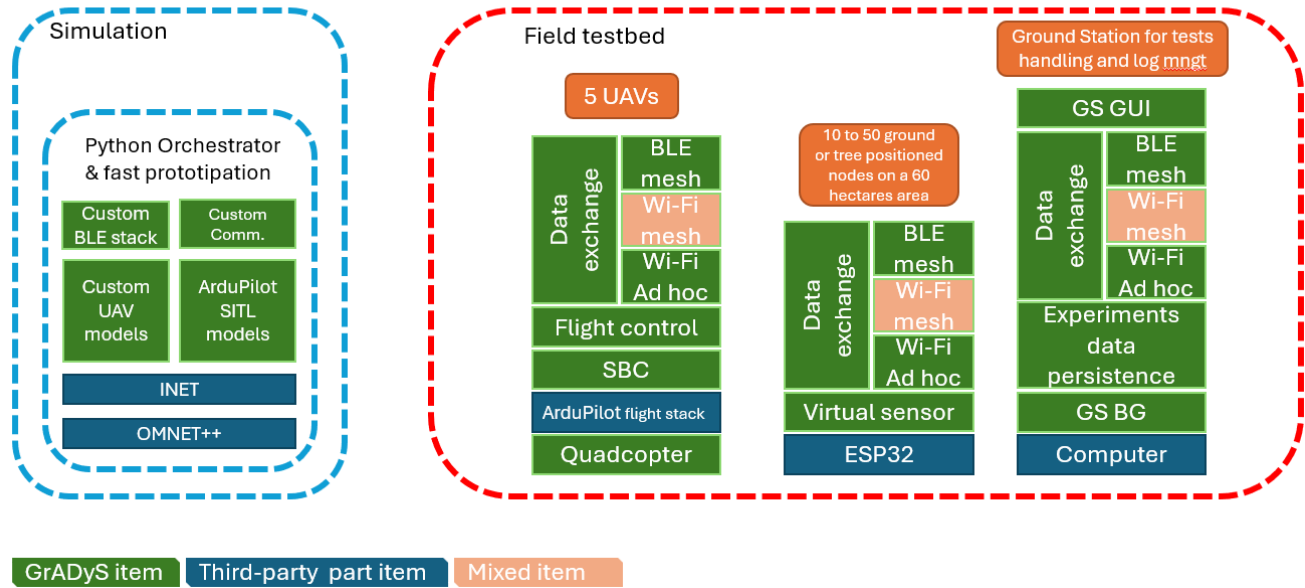 Simulation
Python Orchestrator
& fast prototipation
Custom
BLE stack
Custom
Comm.
Custom
UAV
models
ArduPilot
SITL
models
INET
OMNET++
Field testbed
5 UAVs
Data
exchange
BLE
mesh
Wi-Fi
mesh
Wi-Fi
Ad hoc
Flight control
SBC
ArduPilot flight stack
Quadcopter
10 to 50 ground
or tree positioned
nodes on a 60
hectares area
Data
exchange
BLE
mesh
Wi-Fi
mesh
Wi-Fi
Ad hoc
Virtual sensor
ESP32
Ground Station for tests
handling and log mngt
GS GUI
Data
exchange
BLE
mesh
Wi-Fi
mesh
Wi-Fi
Ad hoc
Experiments
data
persistence
GS BG
Computer
GrADyS item
Third-party part item
Mixed item